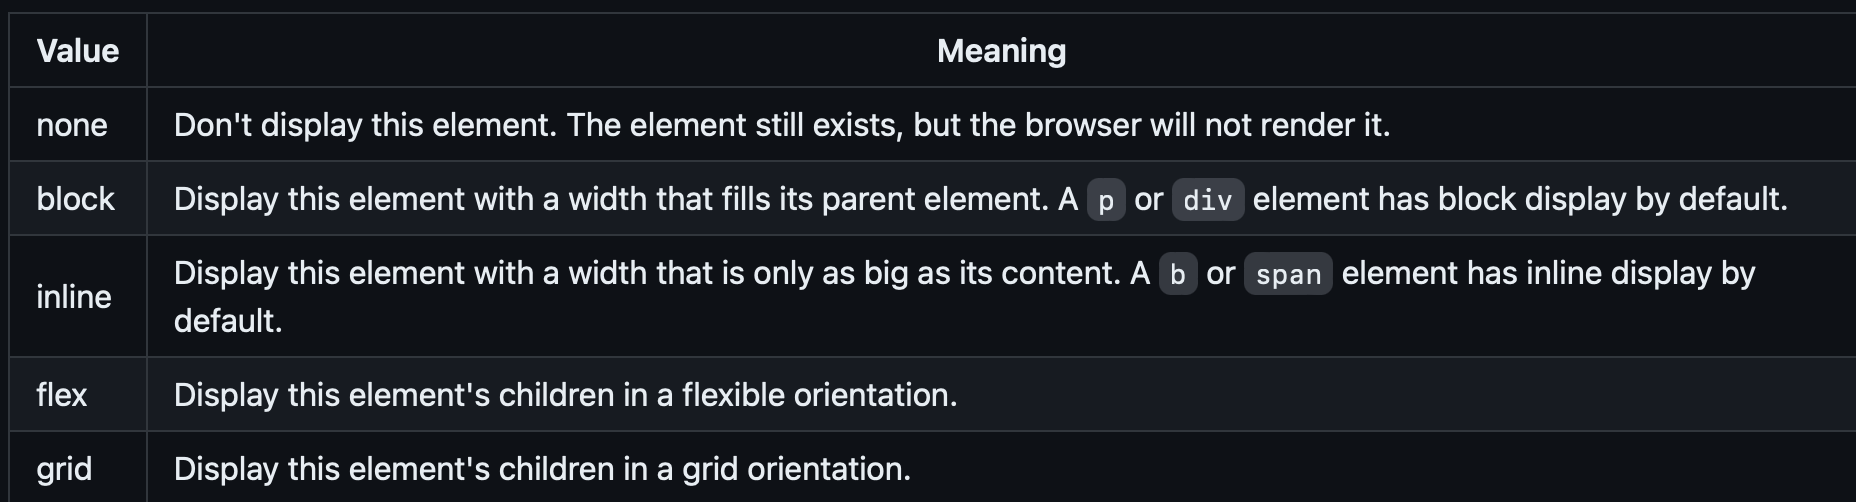 Value Meaning
none Don't display this element. The element still exists, but the browser will not render it.
block Display this element with a width that fills its parent element. A p or div element has block display by default.
inline Display this element with a width that is only as big as its content. A b or span element has inline display by
default.
flex Display this element's children in a flexible orientation.
grid Display this element's children in a grid orientation.